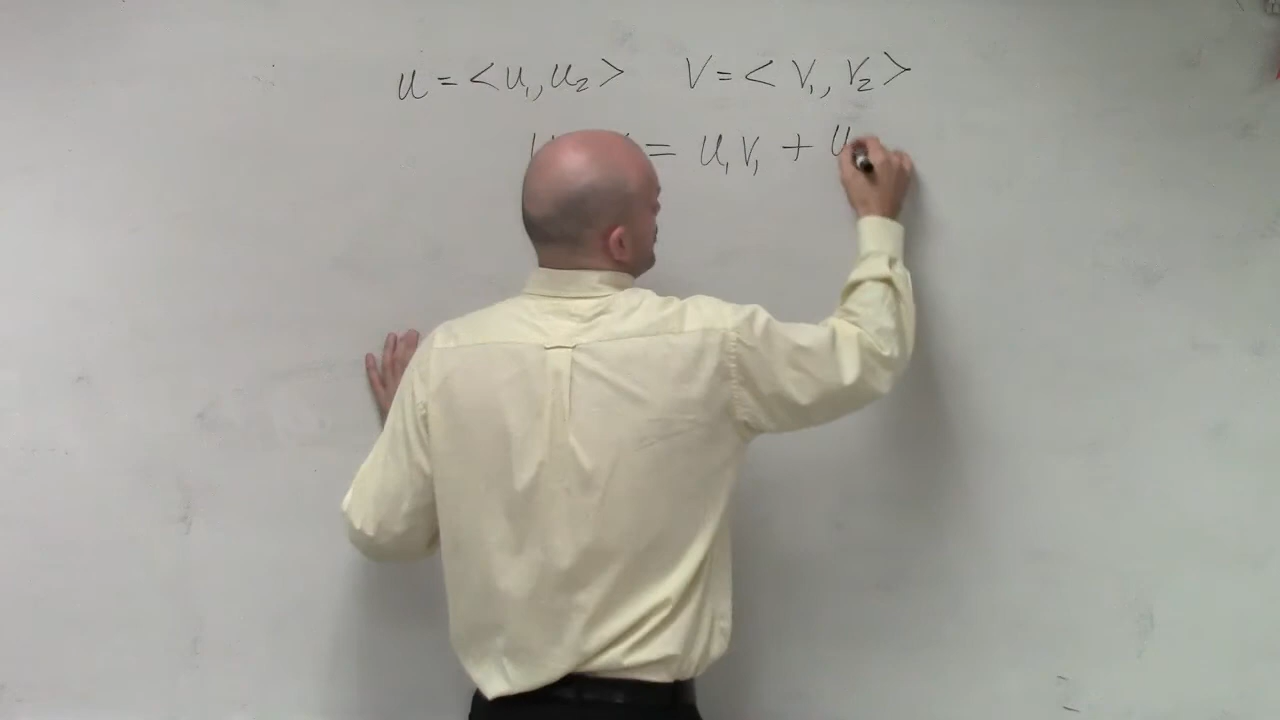 u = <u₁, u₂> v = <v₁, v₂>
= u₁v₁ + u